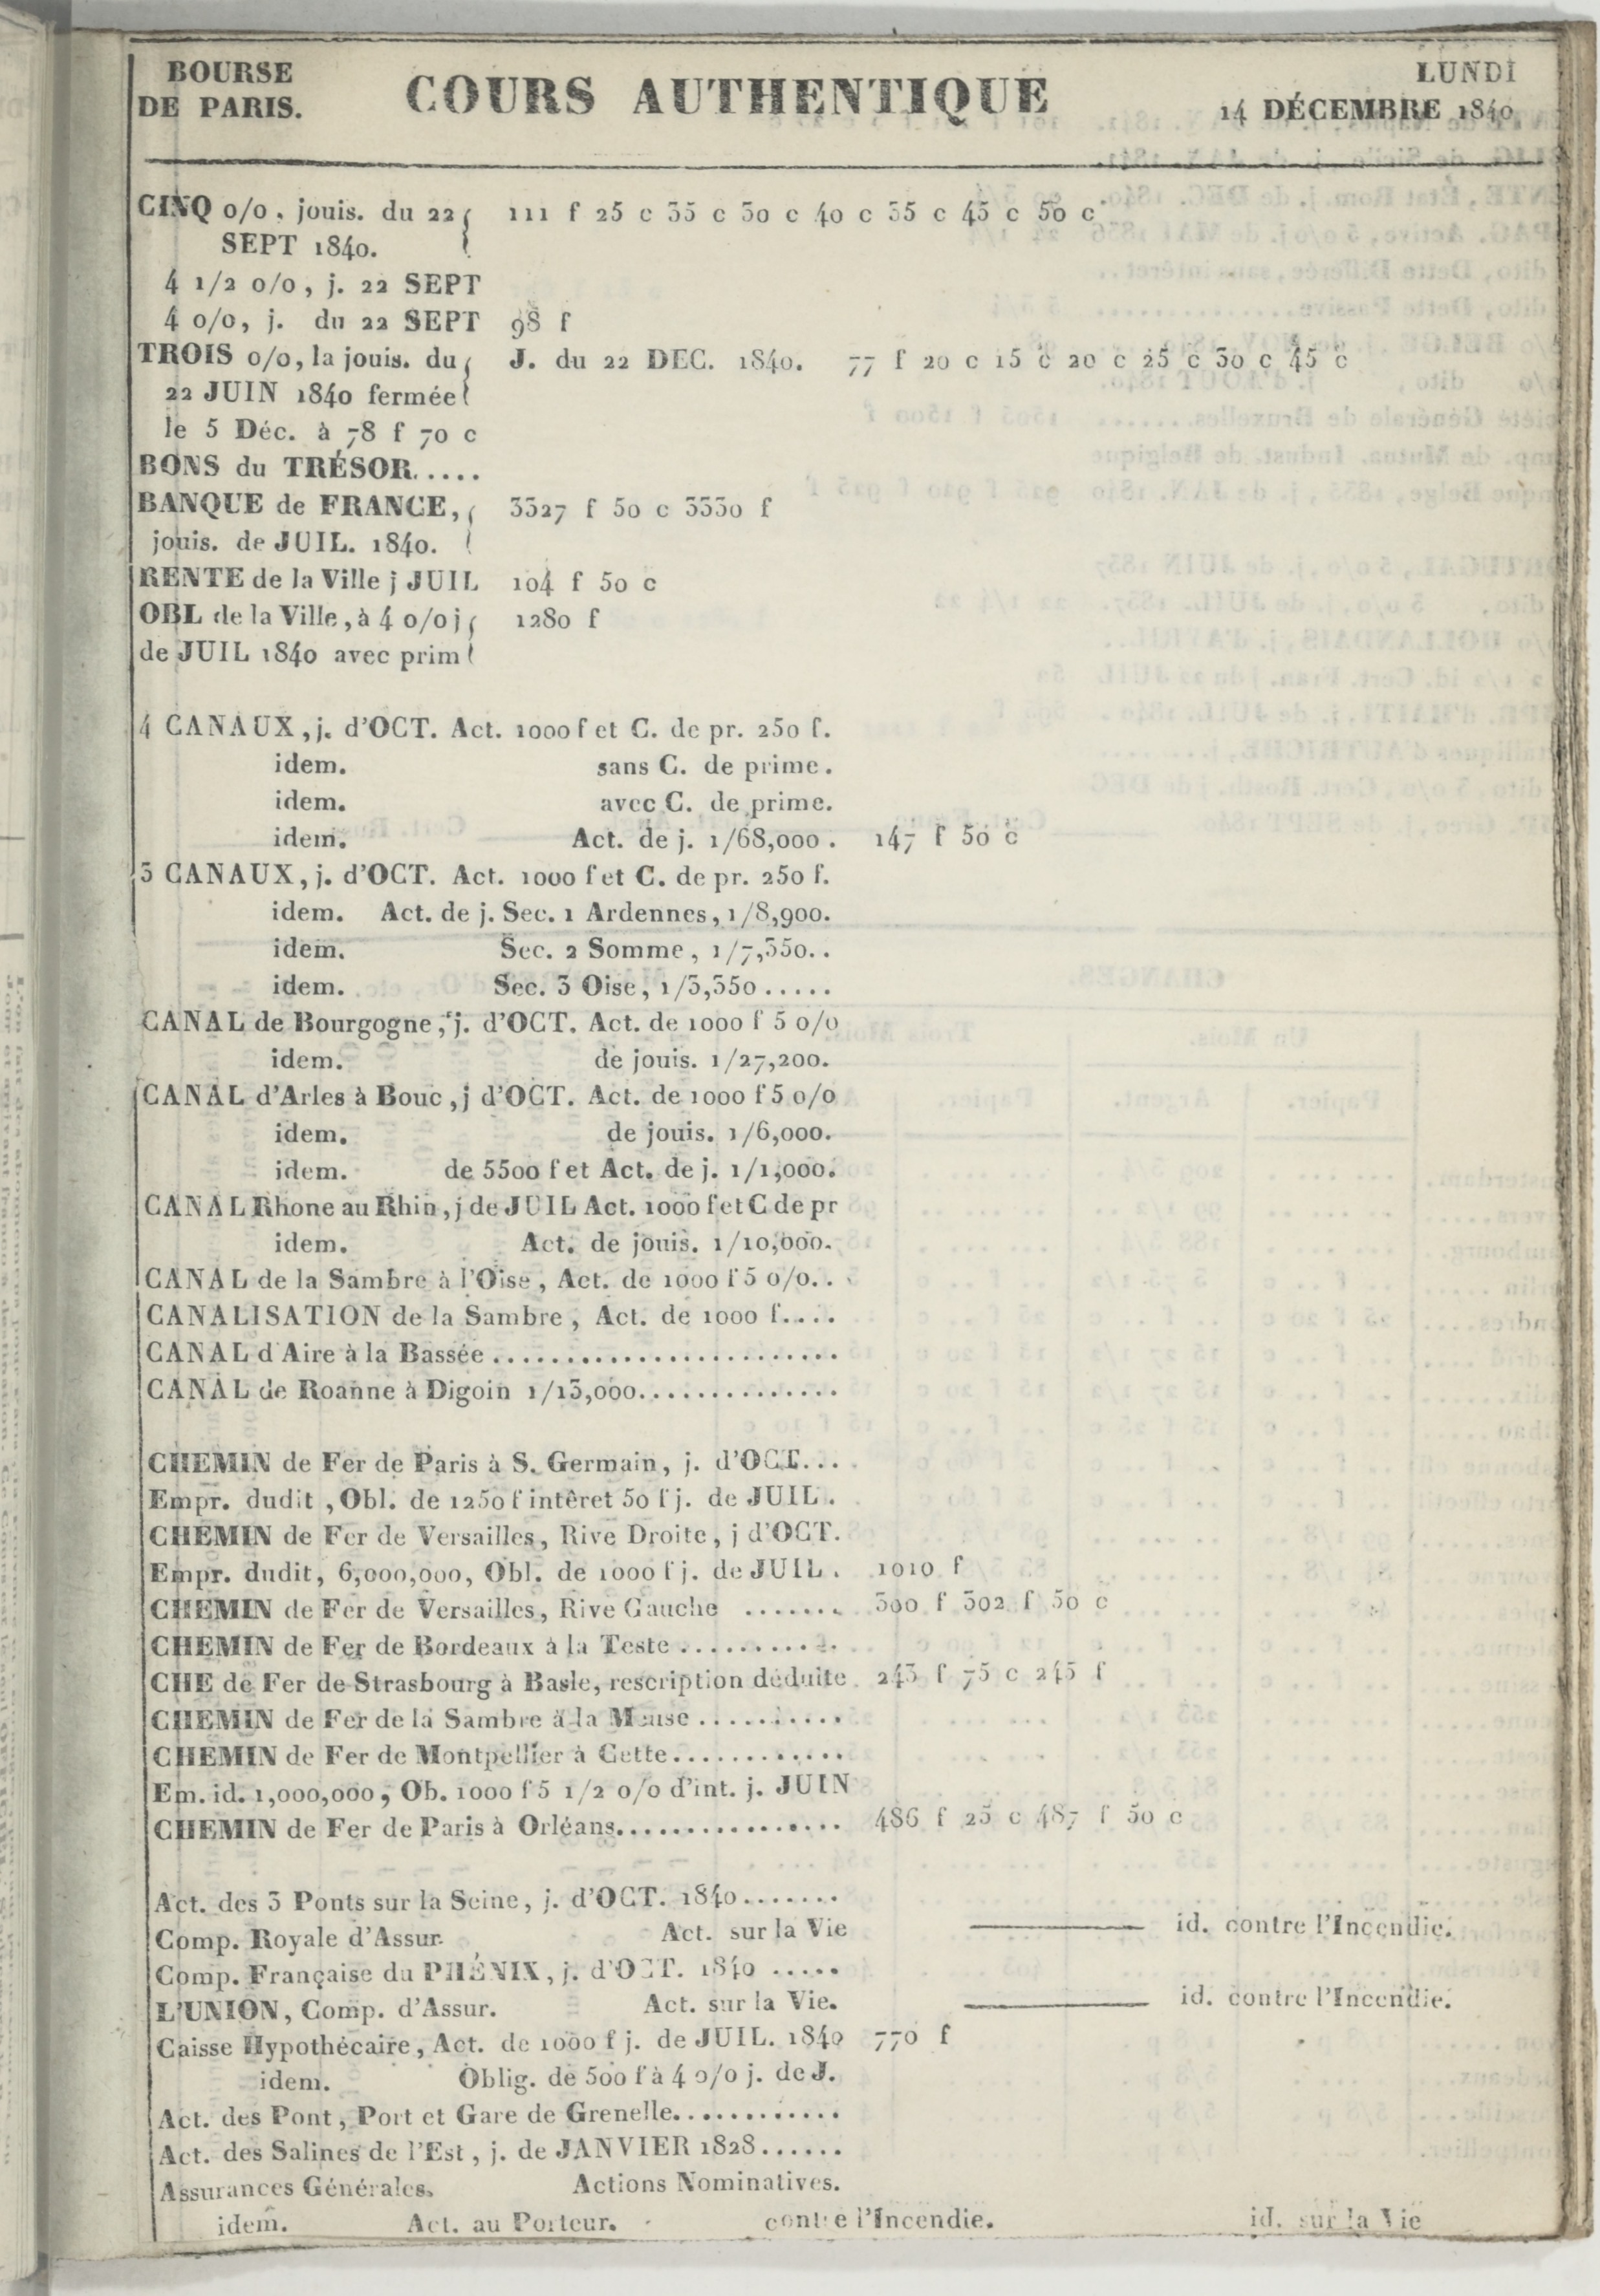 BOURSE
DE PARIS.
COURS AUTHENTIQUE
LUNDI
14 DÉCEMBRE 1840
CINQ o/o, jouis. du 22 SEPT 1840. 111 f 25 c 35 c 30 c 40 c 35 c 45 c 50 c
4 1/2 o/o, j. 22 SEPT
4 o/o, j. du 22 SEPT 98 f
TROIS o/o, la jouis. du J. du 22 DEC. 1840. 77 f 20 c 15 c 20 c 25 c 30 c 45 c
22 JUIN 1840 fermée
le 5 Déc. à 78 f 70 c
BONS du TRÉSOR.....
BANQUE de FRANCE, 3327 f 50 c 3330 f
jouis. de JUIL. 1840.
RENTE de la Ville j JUIL 104 f 50 c
OBL de la Ville, à 4 o/o j 1280 f
de JUIL 1840 avec prim
4 CANAUX, j. d'OCT. Act. 1000 f et C. de pr. 250 f.
idem. sans C. de prime.
idem. avec C. de prime.
idem. Act. de j. 1/68,000. 147 f 50 c
3 CANAUX, j. d'OCT. Act. 1000 f et C. de pr. 250 f.
idem. Act. de j. Sec. 1 Ardennes, 1/8,900.
idem. Sec. 2 Somme, 1/7,350..
idem. Sec. 3 Oise, 1/3,350.....
CANAL de Bourgogne, j. d'OCT. Act. de 1000 f 5 o/o
idem. de jouis. 1/27,200.
CANAL d'Arles à Bouc, j d'OCT. Act. de 1000 f 5 o/o
idem. de jouis. 1/6,000.
idem. de 5500 f et Act. de j. 1/1,000.
CANAL Rhone au Rhin, j de JUIL Act. 1000 f et C de pr
idem. Act. de jouis. 1/10,000.
CANAL de la Sambre à l'Oise, Act. de 1000 f 5 o/o..
CANALISATION de la Sambre, Act. de 1000 f....
CANAL d'Aire à la Bassée........................
CANAL de Roanne à Digoin 1/13,000..............
CHEMIN de Fer de Paris à S. Germain, j. d'OCT....
Empr. dudit, Obl. de 1250 f intêret 50 f j. de JUIL.
CHEMIN de Fer de Versailles, Rive Droite, j d'OCT.
Empr. dudit, 6,000,000, Obl. de 1000 f j. de JUIL. 1010 f
CHEMIN de Fer de Versailles, Rive Gauche ....... 300 f 302 f 50 c
CHEMIN de Fer de Bordeaux à la Teste...........
CHE de Fer de Strasbourg à Basle, rescription déduite 243 f 75 c 245 f
CHEMIN de Fer de la Sambre à la Meuse..........
CHEMIN de Fer de Montpellier à Cette............
Em. id. 1,000,000, Ob. 1000 f 5 1/2 o/o d'int. j. JUIN
CHEMIN de Fer de Paris à Orléans................ 486 f 25 c 487 f 50 c
Act. des 3 Ponts sur la Seine, j. d'OCT. 1840.......
Comp. Royale d'Assur. Act. sur la Vie id. contre l'Incendie.
Comp. Française du PHÉNIX, j. d'OCT. 1840 .....
L'UNION, Comp. d'Assur. Act. sur la Vie. id. contre l'Incendie.
Caisse Hypothécaire, Act. de 1000 f j. de JUIL. 1840 770 f
idem. Oblig. de 500 f à 4 o/o j. de J.
Act. des Pont, Port et Gare de Grenelle............
Act. des Salines de l'Est, j. de JANVIER 1828......
Assurances Générales. Actions Nominatives.
idem. Act. au Porteur. contre l'Incendie. id. sur la Vie